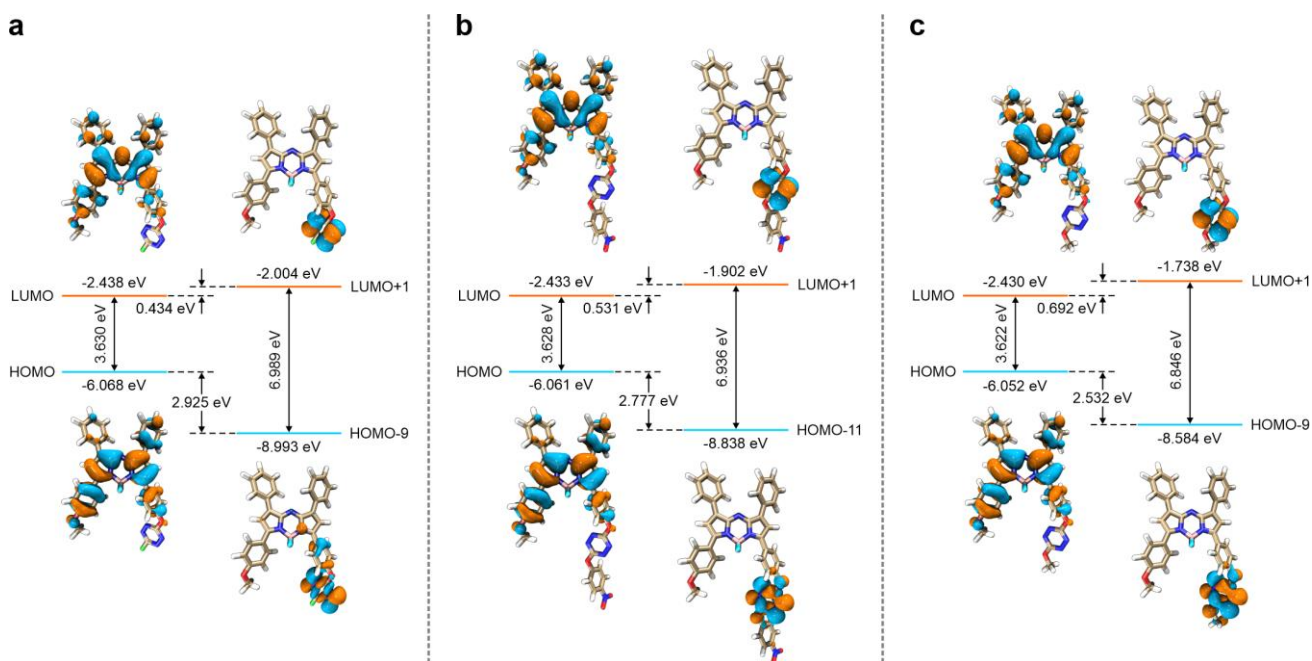 a
-2.438 eV
-2.004 eV
LUMO
0.434 eV
LUMO+1
3.630 eV
6.989 eV
HOMO
-6.068 eV
2.925 eV
HOMO-9
-8.993 eV
b
-2.433 eV
-1.902 eV
LUMO
0.531 eV
LUMO+1
3.628 eV
6.936 eV
HOMO
-6.061 eV
2.777 eV
HOMO-11
-8.838 eV
c
-2.430 eV
-1.738 eV
LUMO
0.692 eV
LUMO+1
3.622 eV
6.846 eV
HOMO
-6.052 eV
2.532 eV
HOMO-9
-8.584 eV